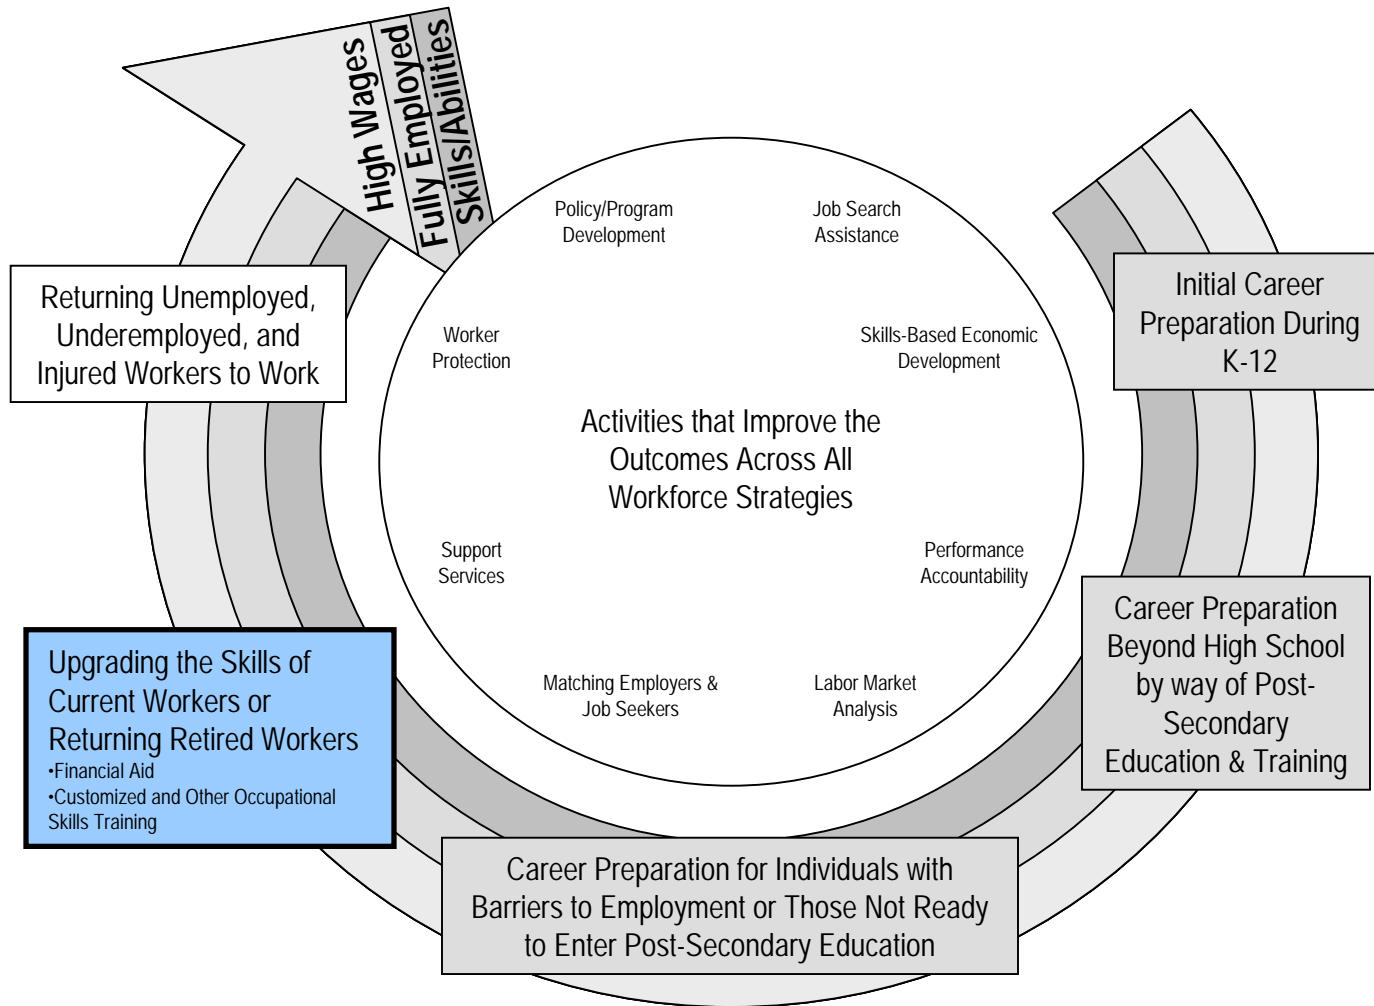 High Wages
Fully Employed
Skills/Abilities
Policy/Program
Development
Job Search
Assistance
Returning Unemployed,
Underemployed, and
Injured Workers to Work
Worker
Protection
Skills-Based Economic
Development
Initial Career
Preparation During
K-12
Activities that Improve the
Outcomes Across All
Workforce Strategies
Support
Services
Performance
Accountability
Career Preparation
Beyond High School
by way of Post-
Secondary
Education & Training
Upgrading the Skills of
Current Workers or
Returning Retired Workers
•Financial Aid
•Customized and Other Occupational
Skills Training
Matching Employers &
Job Seekers
Labor Market
Analysis
Career Preparation for Individuals with
Barriers to Employment or Those Not Ready
to Enter Post-Secondary Education